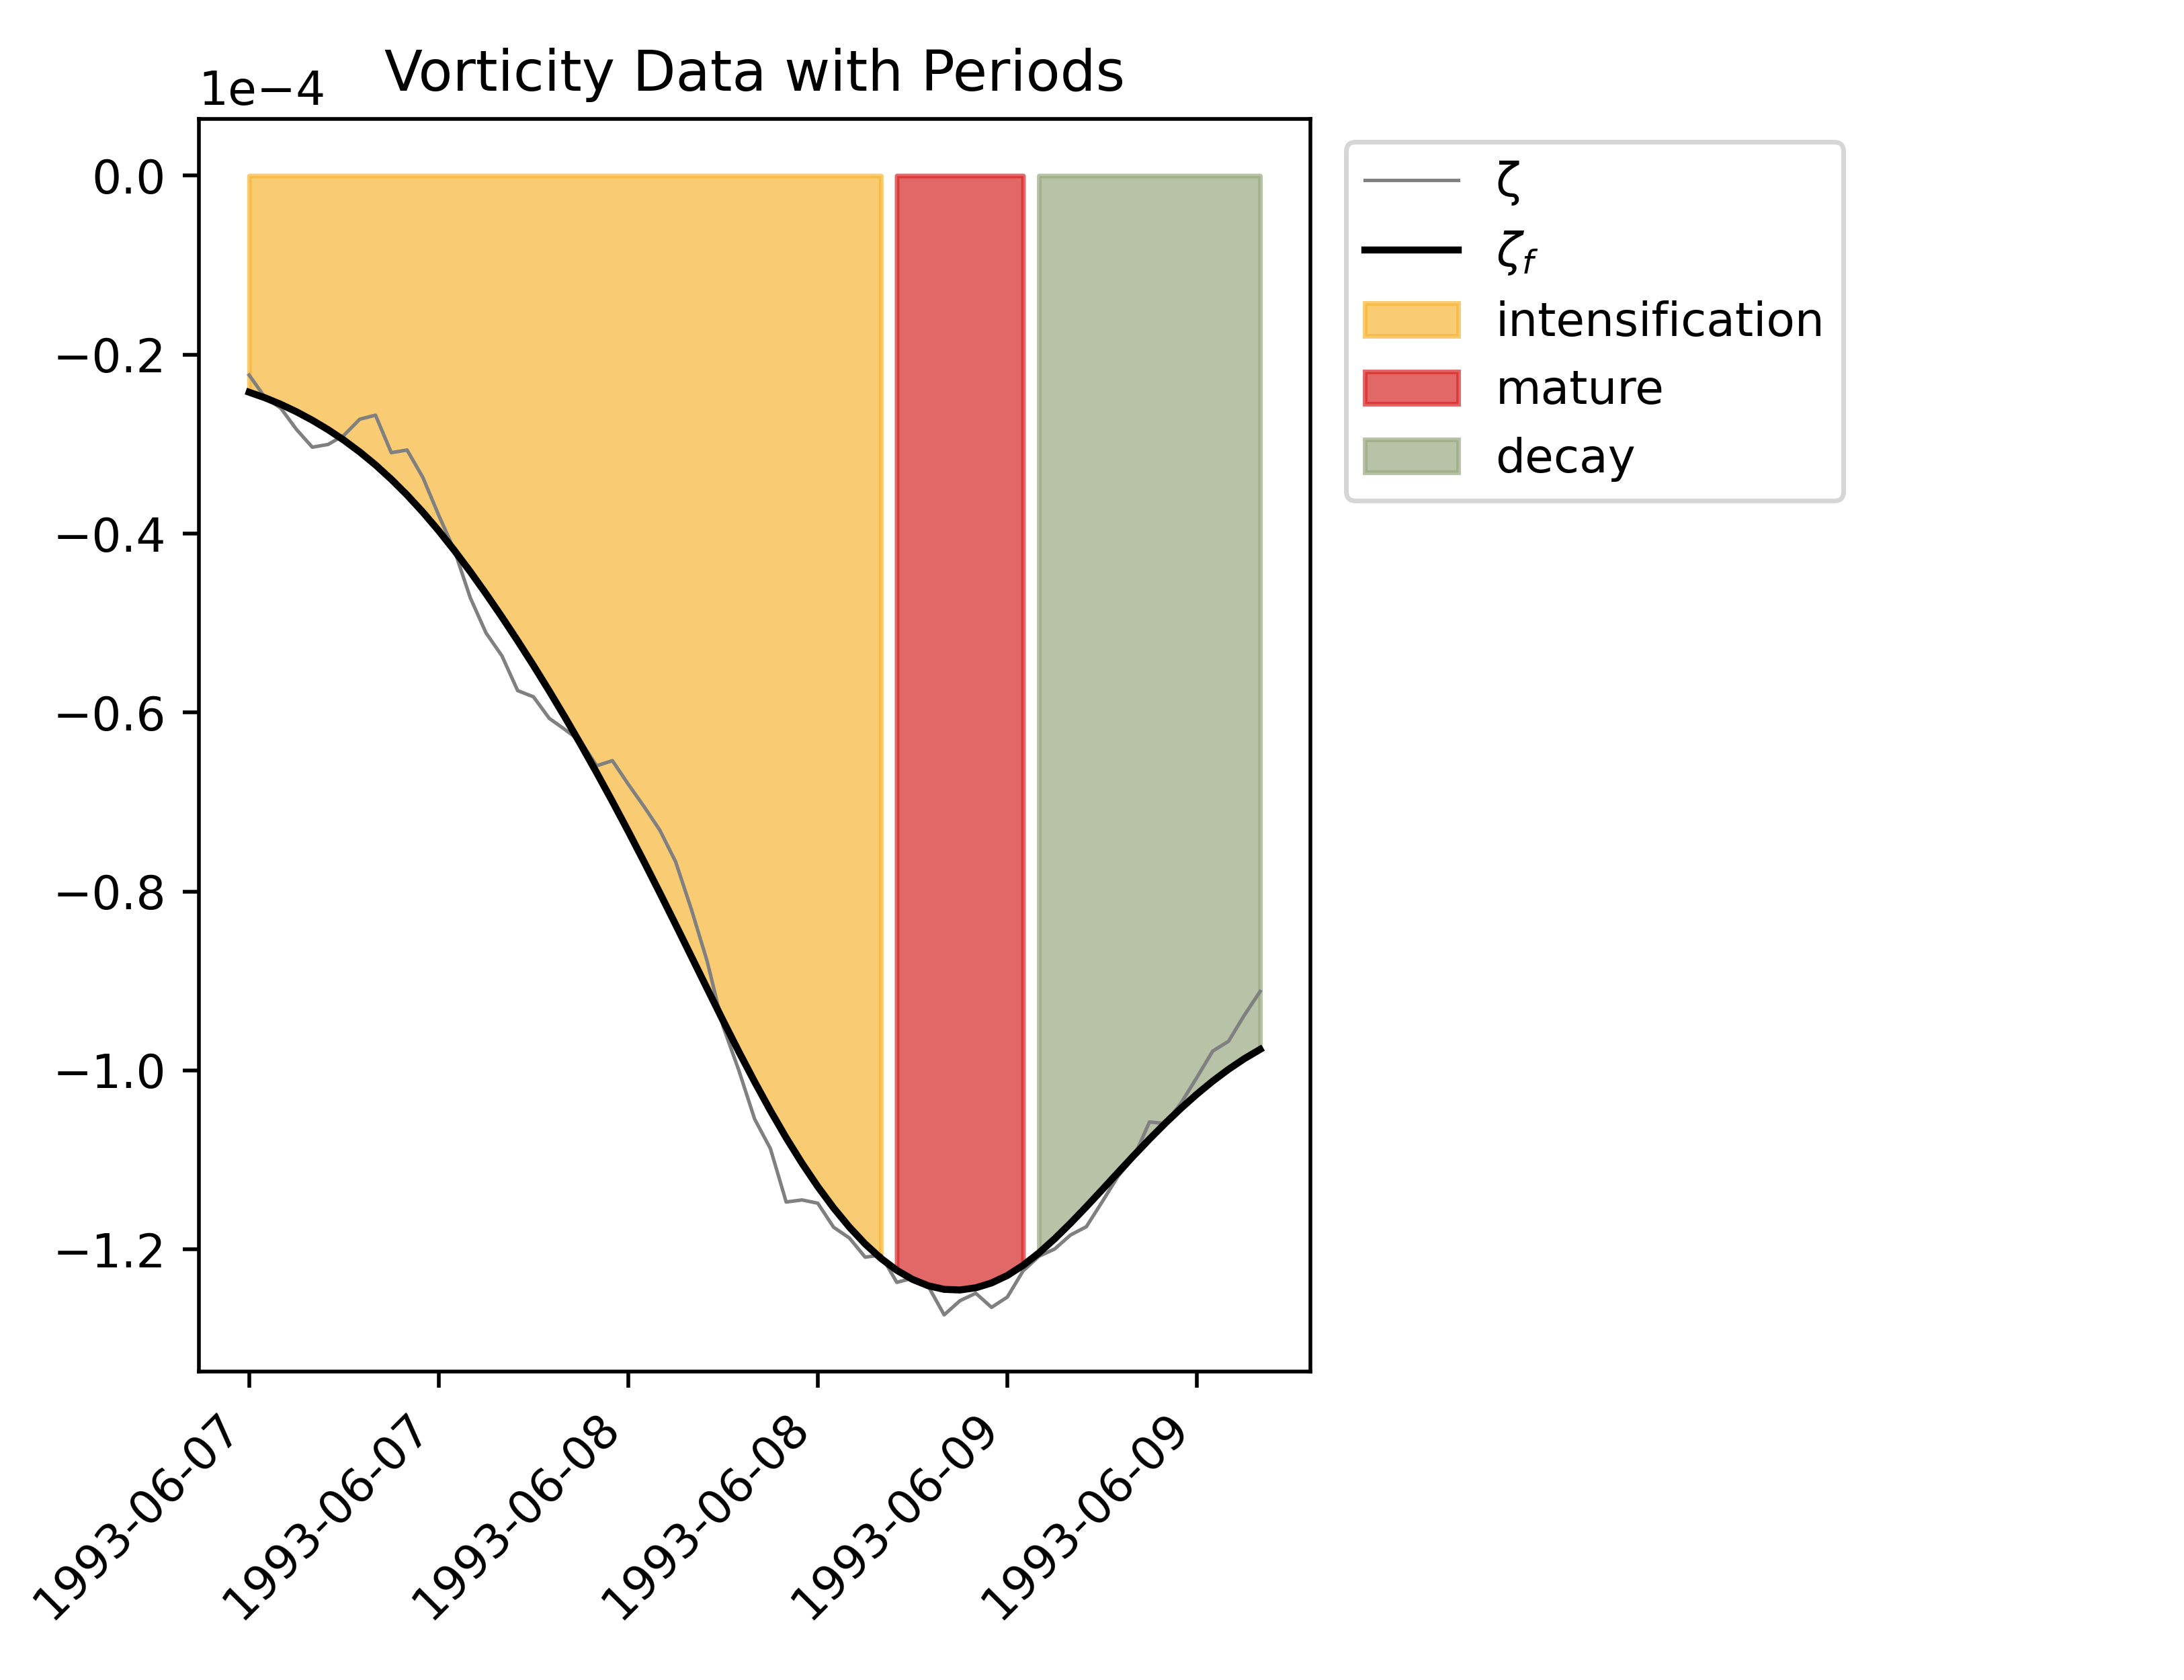 Vorticity Data with Periods
1e−4
0.0
−0.2
−0.4
−0.6
−0.8
−1.0
−1.2
1993-06-07
1993-06-07
1993-06-08
1993-06-08
1993-06-09
1993-06-09
ζ
ζf
intensification
mature
decay